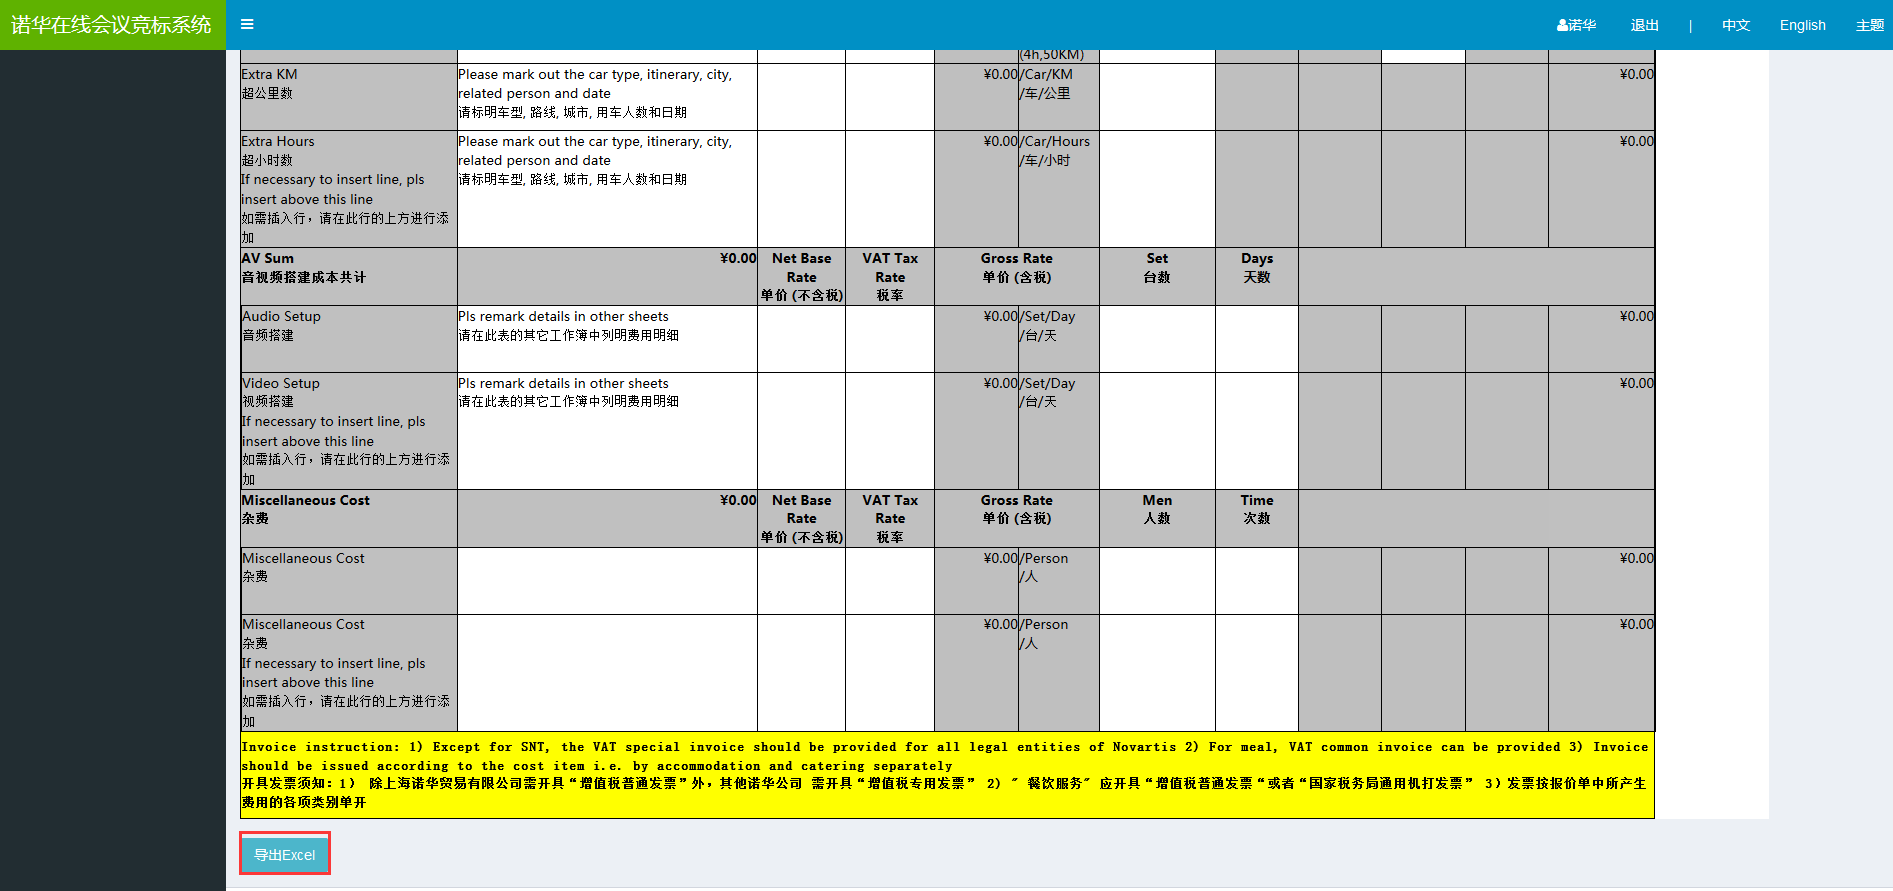 诺华在线会议竞标系统
诺华 退出 | 中文 English 主题
(4h,50KM)
Extra KM
超公里数
Please mark out the car type, itinerary, city,
related person and date
请标明车型, 路线, 城市, 用车人数和日期
¥0.00 /Car/KM
/车/公里
¥0.00
Extra Hours
超小时数
If necessary to insert line, pls
insert above this line
如需插入行，请在此行的上方进行添
加
Please mark out the car type, itinerary, city,
related person and date
请标明车型, 路线, 城市, 用车人数和日期
¥0.00 /Car/Hours
/车/小时
¥0.00
AV Sum
音视频搭建成本共计
¥0.00
Net Base
Rate
单价 (不含税)
VAT Tax
Rate
税率
Gross Rate
单价 (含税)
Set
台数
Days
天数
Audio Setup
音频搭建
Pls remark details in other sheets
请在此表的其它工作簿中列明费用明细
¥0.00 /Set/Day
/台/天
¥0.00
Video Setup
视频搭建
If necessary to insert line, pls
insert above this line
如需插入行，请在此行的上方进行添
加
Pls remark details in other sheets
请在此表的其它工作簿中列明费用明细
¥0.00 /Set/Day
/台/天
¥0.00
Miscellaneous Cost
杂费
¥0.00
Net Base
Rate
单价 (不含税)
VAT Tax
Rate
税率
Gross Rate
单价 (含税)
Men
人数
Time
次数
Miscellaneous Cost
杂费
¥0.00 /Person
/人
¥0.00
Miscellaneous Cost
杂费
If necessary to insert line, pls
insert above this line
如需插入行，请在此行的上方进行添
加
¥0.00 /Person
/人
¥0.00
Invoice instruction: 1) Except for SNT, the VAT special invoice should be provided for all legal entities of Novartis 2) For meal, VAT common invoice can be provided 3) Invoice
should be issued according to the cost item i.e. by accommodation and catering separately
开具发票须知：1） 除上海诺华贸易有限公司需开具“增值税普通发票”外，其他诺华公司 需开具“增值税专用发票” 2) ＂ 餐饮服务＂ 应开具“增值税普通发票“或者“国家税务局通用机打发票” 3）发票按报价单中所产生
费用的各项类别单开
导出Excel